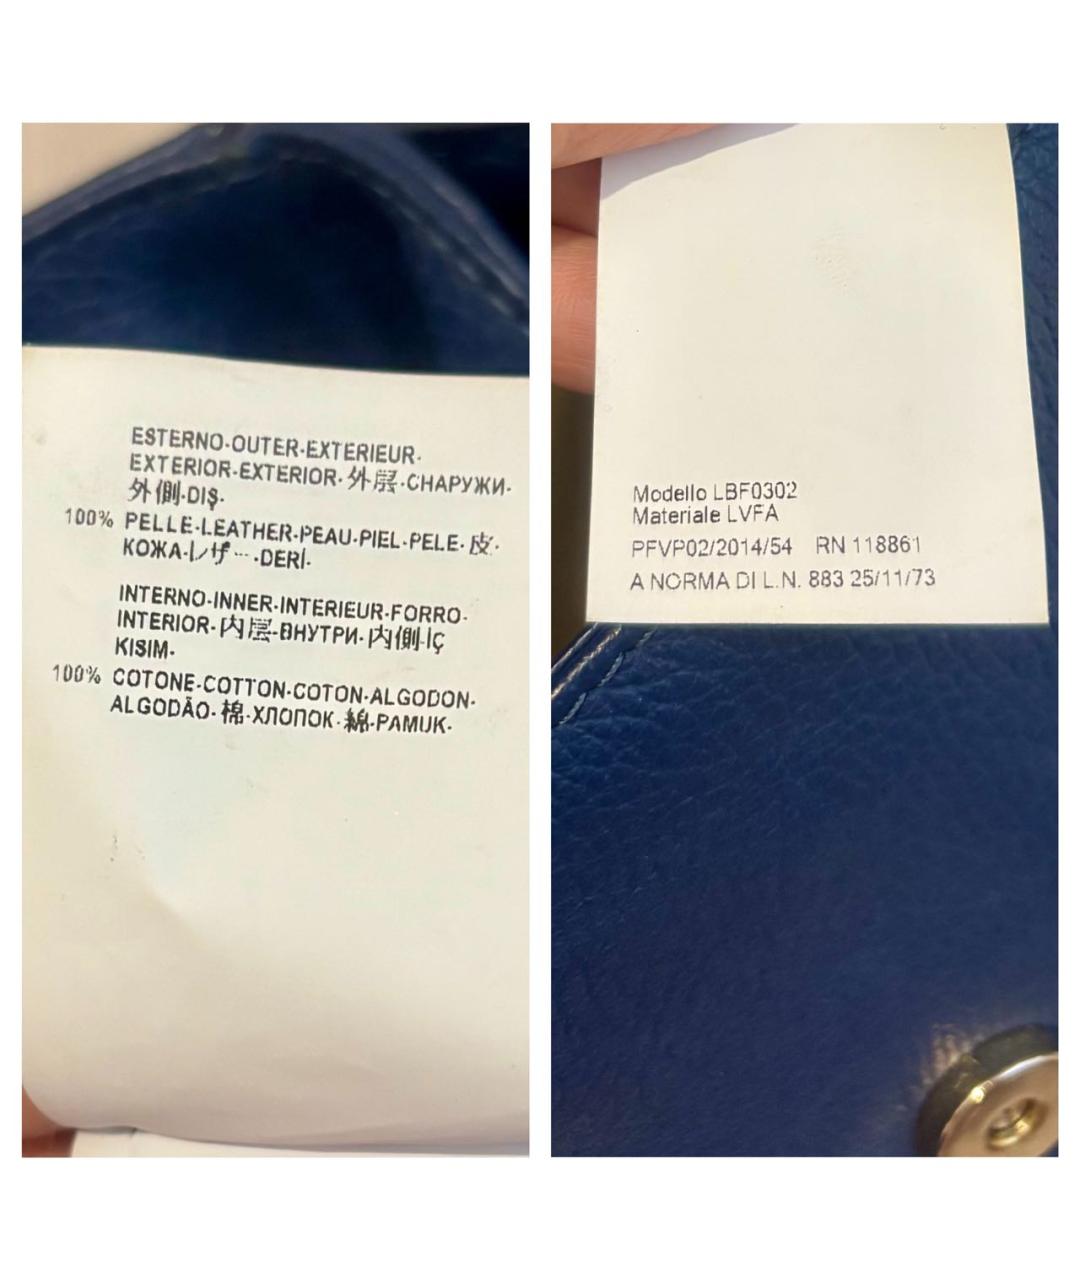 ESTERNO-OUTER-EXTERIEUR-
EXTERIOR-EXTERIOR-外层-СНАРУЖИ-
外側-DIŞ-
100% PELLE-LEATHER-PEAU-PIEL-PELE-皮-
КОЖА-レザー-DERİ-
INTERNO-INNER-INTERIEUR-FORRO-
INTERIOR-内层-ВНУТРИ-内側-İÇ
KISIM-
100% COTONE-COTTON-COTON-ALGODON-
ALGODÃO-棉-ХЛОПОК-綿-PAMUK-
Modello LBF0302
Materiale LVFA
PFVP02/2014/54 RN 118861
A NORMA DI L.N. 883 25/11/73